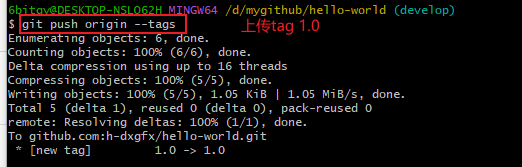 6bitgy@DESKTOP-NSLO62H MINGW64 /d/mygithub/hello-world (develop)
$ git push origin --tags 上传tag 1.0
Enumerating objects: 6, done.
Counting objects: 100% (6/6), done.
Delta compression using up to 16 threads
Compressing objects: 100% (5/5), done.
Writing objects: 100% (5/5), 1.05 KiB | 1.05 MiB/s, done.
Total 5 (delta 1), reused 0 (delta 0), pack-reused 0
remote: Resolving deltas: 100% (1/1), done.
To github.com:h-dxgfx/hello-world.git
 * [new tag]         1.0 -> 1.0